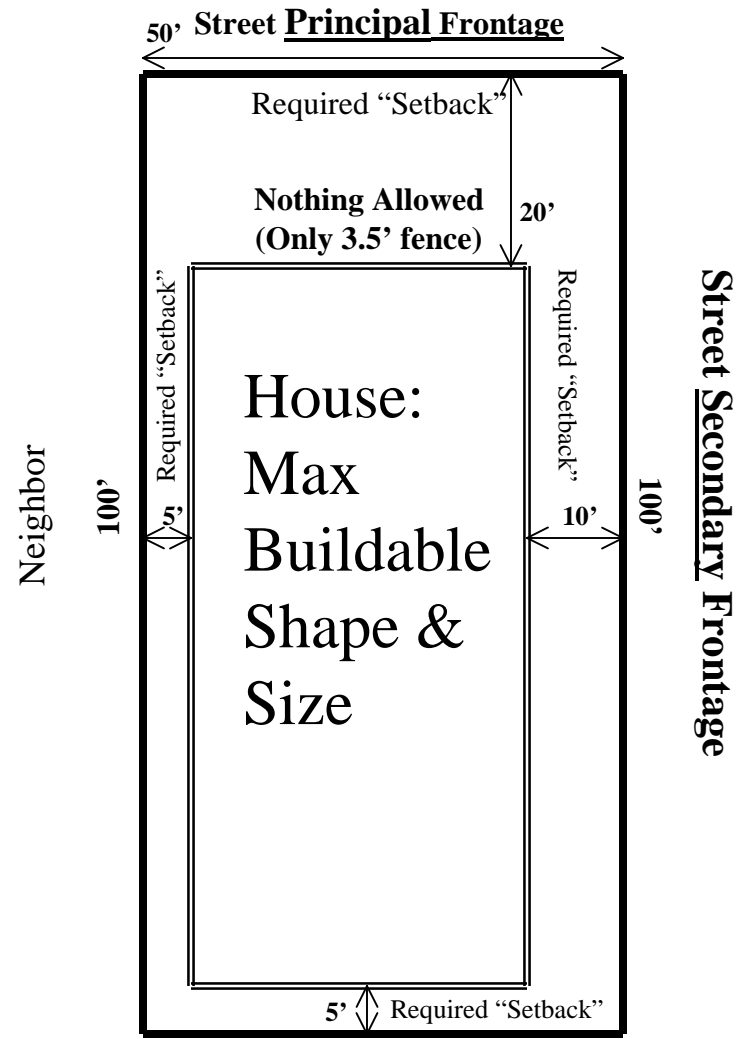 50’ Street Principal Frontage
Required “Setback”
Nothing Allowed
(Only 3.5’ fence)
20’
Required “Setback”
Required “Setback”
Street Secondary Frontage
House:
Max
Buildable
Shape &
Size
Neighbor
100’
5’
10’
100’
5’ Required “Setback”